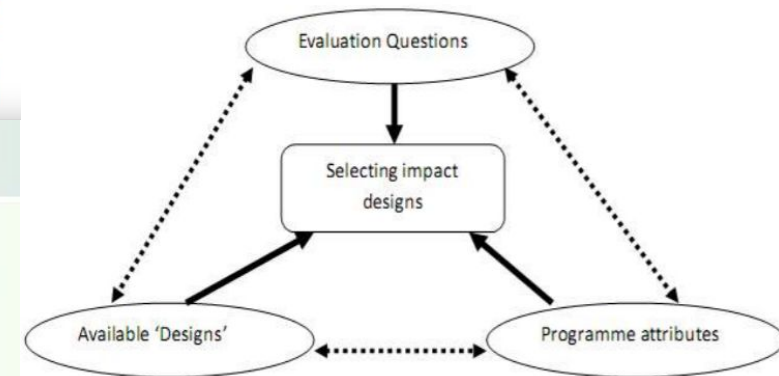 Evaluation Questions
Selecting impact
designs
Available ‘Designs’
Programme attributes